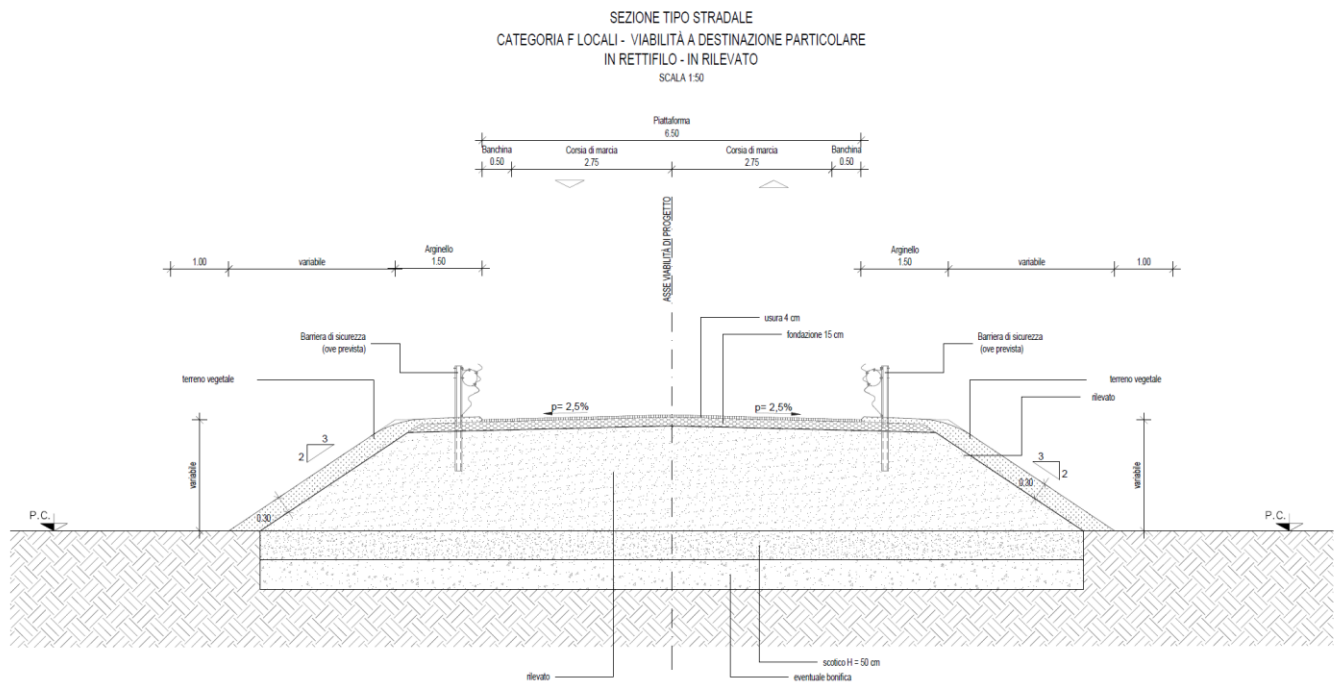 SEZIONE TIPO STRADALE
CATEGORIA F LOCALI - VIABILITÀ A DESTINAZIONE PARTICOLARE
IN RETTIFILO - IN RILEVATO
SCALA 1:50
Piattaforma
6.50
Banchina Corsia di marcia Corsia di marcia Banchina
0.50 2.75 2.75 0.50
ASSE VIABILITÀ DI PROGETTO
Arginello Arginello
1.00 variabile 1.50 1.50 variabile 1.00
usura 4 cm
fondazione 15 cm
Barriera di sicurezza
(ove prevista)
Barriera di sicurezza
(ove prevista)
terreno vegetale terreno vegetale
rilevato
p= 2,5% p= 2,5%
3
2
3
2
variabile variabile
0.30 0.30
P.C. P.C.
scotico H = 50 cm
rilevato eventuale bonifica